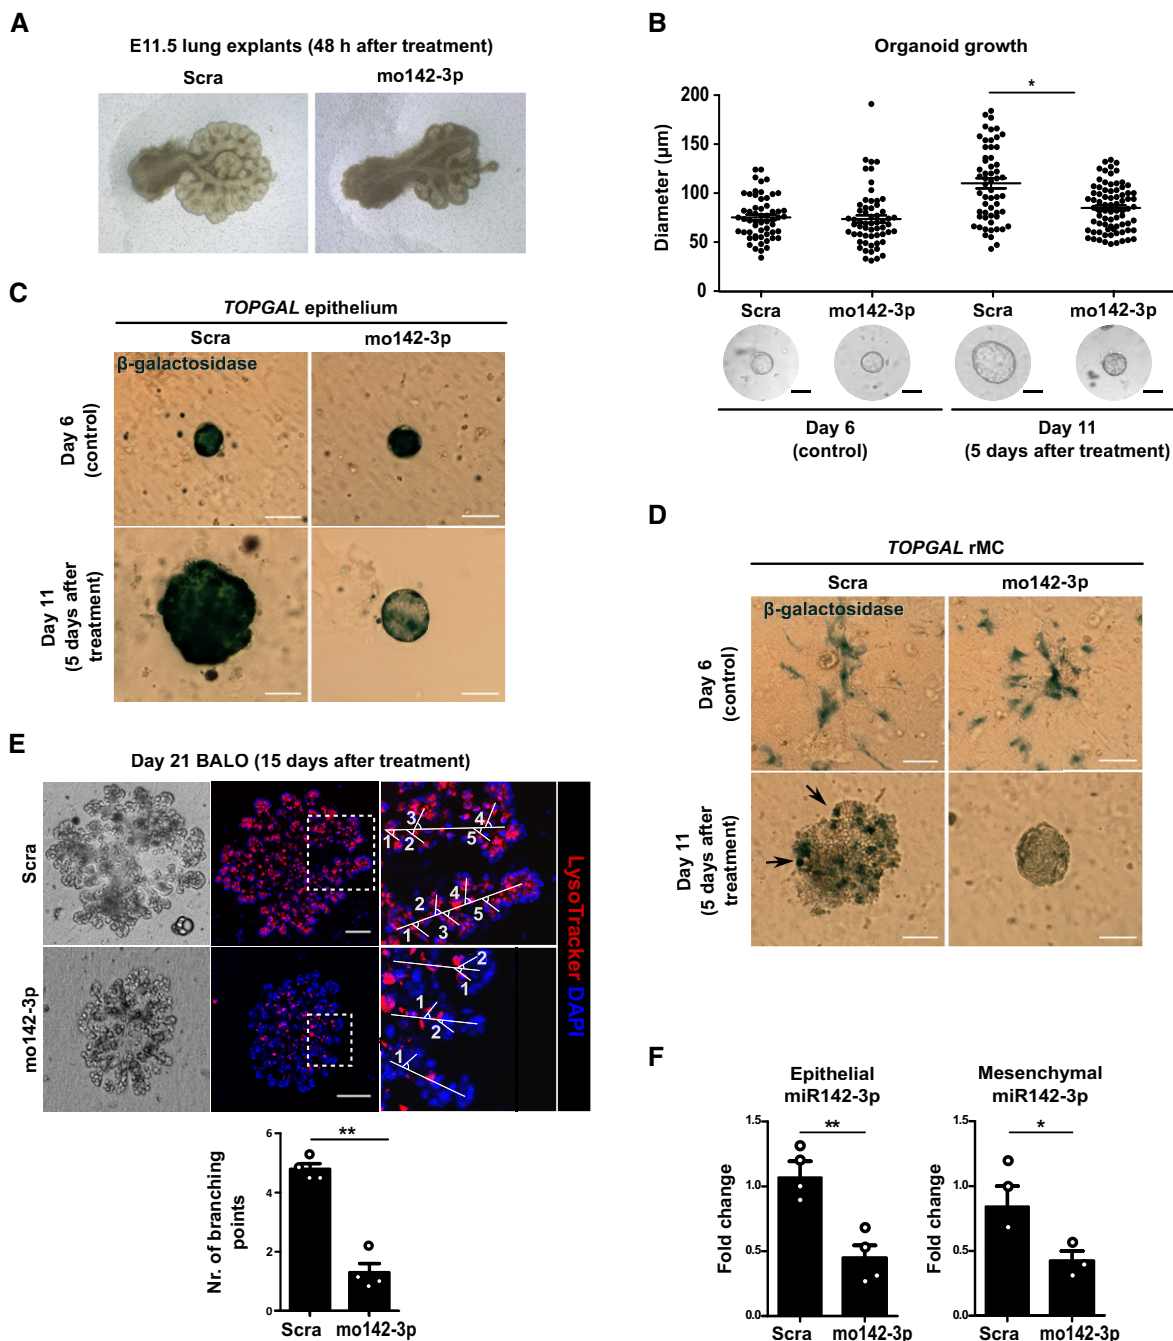 A
E11.5 lung explants (48 h after treatment)
Scra
mo142-3p
B
Organoid growth
*
200
150
100
50
0
Diameter (µm)
Scra
mo142-3p
Scra
mo142-3p
Day 6
(control)
Day 11
(5 days after treatment)
C
TOPGAL epithelium
Scra
mo142-3p
β-galactosidase
Day 6
(control)
Day 11
(5 days after
treatment)
D
TOPGAL rMC
Scra
mo142-3p
β-galactosidase
Day 6
(control)
Day 11
(5 days after
treatment)
E
Day 21 BALO (15 days after treatment)
Scra
mo142-3p
1 2 3 4 5
1 2 3 4 5
1 2
1 2
1
LysoTracker DAPI
**
6
4
2
0
Nr. of branching
points
Scra
mo142-3p
F
Epithelial
miR142-3p
**
1.5
1.0
0.5
0.0
Fold change
Scra
mo142-3p
Mesenchymal
miR142-3p
*
1.5
1.0
0.5
0.0
Fold change
Scra
mo142-3p